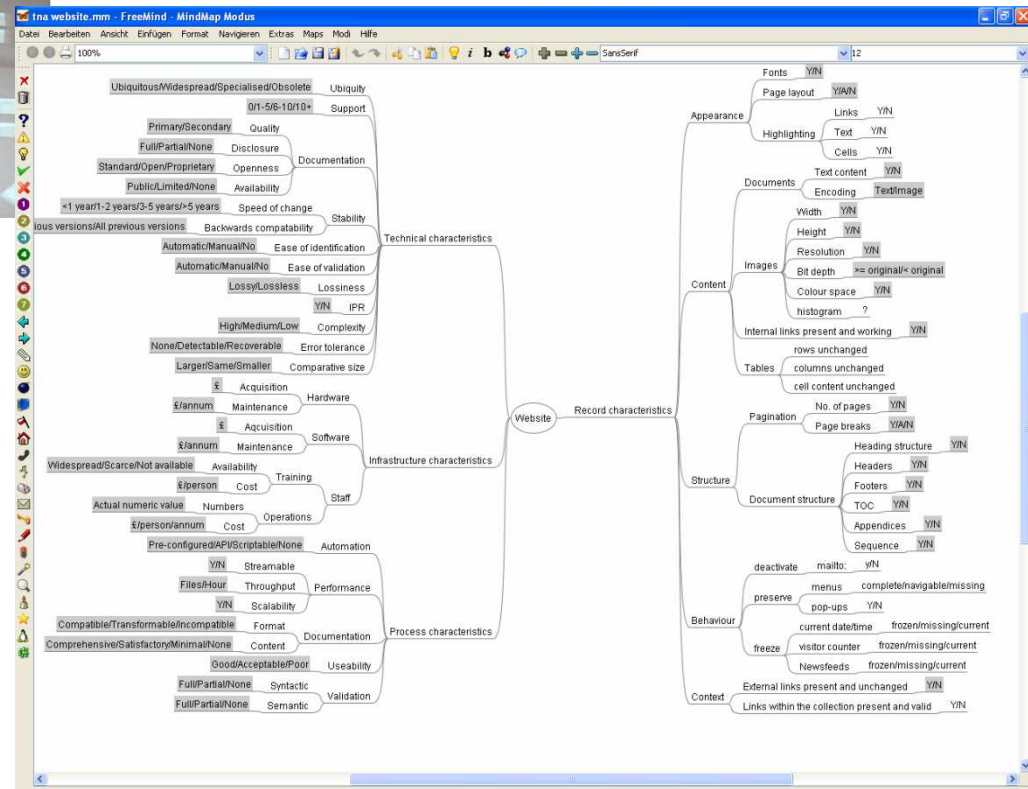 tna website.mm - FreeMind - MindMap Modus
Datei Bearbeiten Ansicht Einfügen Format Navigieren Extras Maps Modi Hilfe
100% SansSerif 12
Website
Technical characteristics
Ubiquitous/Widespread/Specialised/Obsolete Ubiquity
0/1-5/6-10/10+ Support
Documentation
Primary/Secondary Quality
Full/Partial/None Disclosure
Standard/Open/Proprietary Openness
Public/Limited/None Availability
Stability
<1 year/1-2 years/3-5 years/>5 years Speed of change
ious versions/All previous versions Backwards compatability
Automatic/Manual/No Ease of identification
Automatic/Manual/No Ease of validation
Lossy/Lossless Lossiness
Y/N IPR
High/Medium/Low Complexity
None/Detectable/Recoverable Error tolerance
Larger/Same/Smaller Comparative size
Infrastructure characteristics
Hardware
£ Acquisition
£/annum Maintenance
Software
£ Aqcuisition
£/annum Maintenance
Staff
Training
Widespread/Scarce/Not available Availability
£/person Cost
Operations
Actual numeric value Numbers
£/person/annum Cost
Process characteristics
Pre-configured/API/Scriptable/None Automation
Performance
Y/N Streamable
Files/Hour Throughput
Y/N Scalability
Documentation
Compatible/Transformable/Incompatible Format
Comprehensive/Satisfactory/Minimal/None Content
Good/Acceptable/Poor Useability
Validation
Full/Partial/None Syntactic
Full/Partial/None Semantic
Record characteristics
Appearance
Fonts Y/N
Page layout Y/A/N
Highlighting
Links Y/N
Text Y/N
Cells Y/N
Content
Documents
Text content Y/N
Encoding Text/Image
Images
Width Y/N
Height Y/N
Resolution Y/N
Bit depth >= original/< original
Colour space Y/N
histogram ?
Internal links present and working Y/N
Tables
rows unchanged
columns unchanged
cell content unchanged
Structure
Pagination
No. of pages Y/N
Page breaks Y/A/N
Document structure
Heading structure Y/N
Headers Y/N
Footers Y/N
TOC Y/N
Appendices Y/N
Sequence Y/N
Behaviour
deactivate mailto: y/N
preserve
menus complete/navigable/missing
pop-ups Y/N
freeze
current date/time frozen/missing/current
visitor counter frozen/missing/current
Newsfeeds frozen/missing/current
Context
External links present and unchanged Y/N
Links within the collection present and valid Y/N